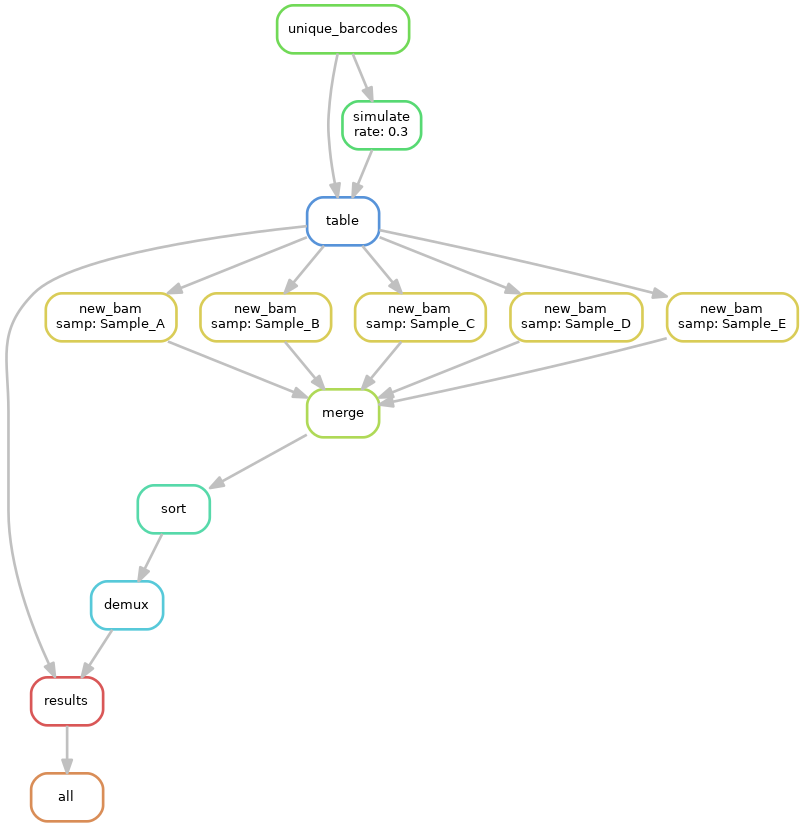 unique_barcodes
simulate
rate: 0.3
table
new_bam
samp: Sample_A
new_bam
samp: Sample_B
new_bam
samp: Sample_C
new_bam
samp: Sample_D
new_bam
samp: Sample_E
merge
sort
demux
results
all